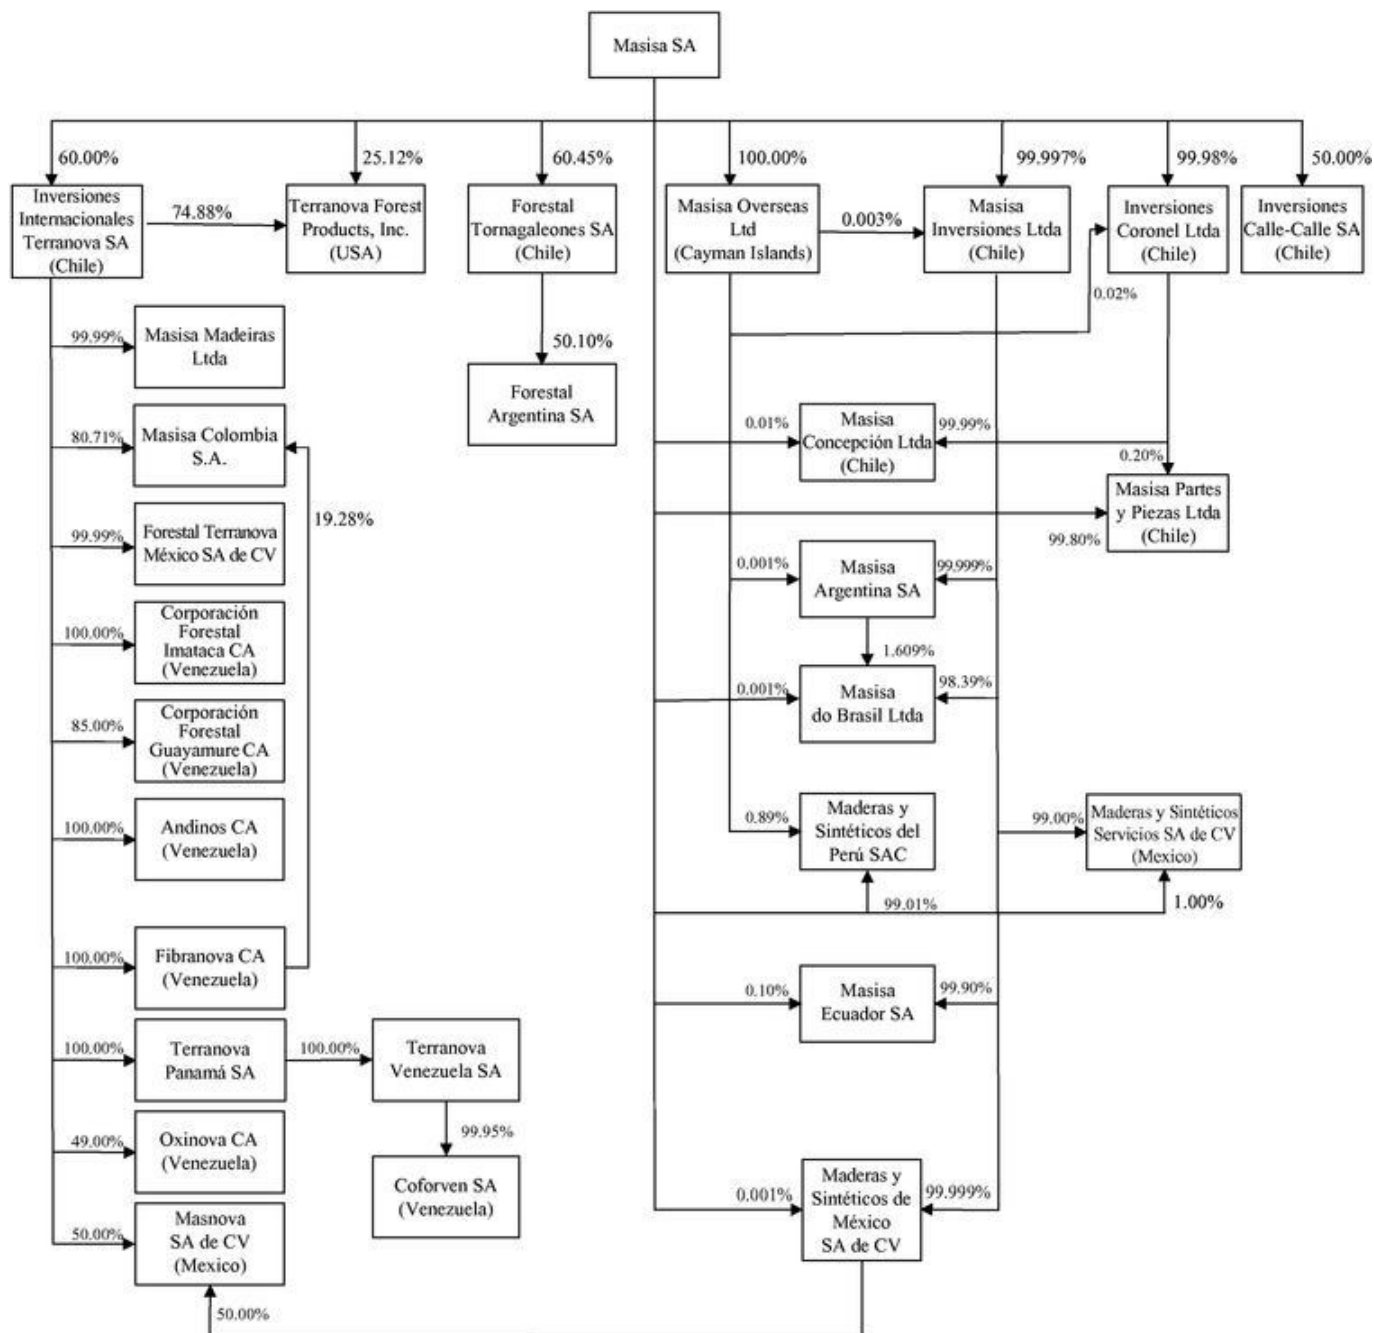 Masisa SA
60.00%
25.12%
60.45%
100.00%
99.997%
99.98%
50.00%
Inversiones
Internacionales
Terranova SA
(Chile)
74.88%
Terranova Forest
Products, Inc.
(USA)
Forestal
Tornagaleones SA
(Chile)
Masisa Overseas
Ltd
(Cayman Islands)
0.003%
Masisa
Inversiones Ltda
(Chile)
Inversiones
Coronel Ltda
(Chile)
Inversiones
Calle-Calle SA
(Chile)
0.02%
99.99%
Masisa Madeiras
Ltda
50.10%
Forestal
Argentina SA
80.71%
Masisa Colombia
S.A.
0.01%
Masisa
Concepción Ltda
(Chile)
99.99%
0.20%
Masisa Partes
y Piezas Ltda
(Chile)
99.80%
19.28%
99.99%
Forestal Terranova
México SA de CV
0.001%
Masisa
Argentina SA
99.999%
100.00%
Corporación
Forestal
Imataca CA
(Venezuela)
1.609%
0.001%
Masisa
do Brasil Ltda
98.39%
85.00%
Corporación
Forestal
Guayamure CA
(Venezuela)
100.00%
Andinos CA
(Venezuela)
0.89%
Maderas y
Sintéticos del
Perú SAC
99.00%
Maderas y Sintéticos
Servicios SA de CV
(Mexico)
99.01%
1.00%
100.00%
Fibranova CA
(Venezuela)
0.10%
Masisa
Ecuador SA
99.90%
100.00%
Terranova
Panamá SA
100.00%
Terranova
Venezuela SA
99.95%
49.00%
Oxinova CA
(Venezuela)
Coforven SA
(Venezuela)
0.001%
Maderas y
Sintéticos de
México
SA de CV
99.999%
50.00%
Masnova
SA de CV
(Mexico)
50.00%